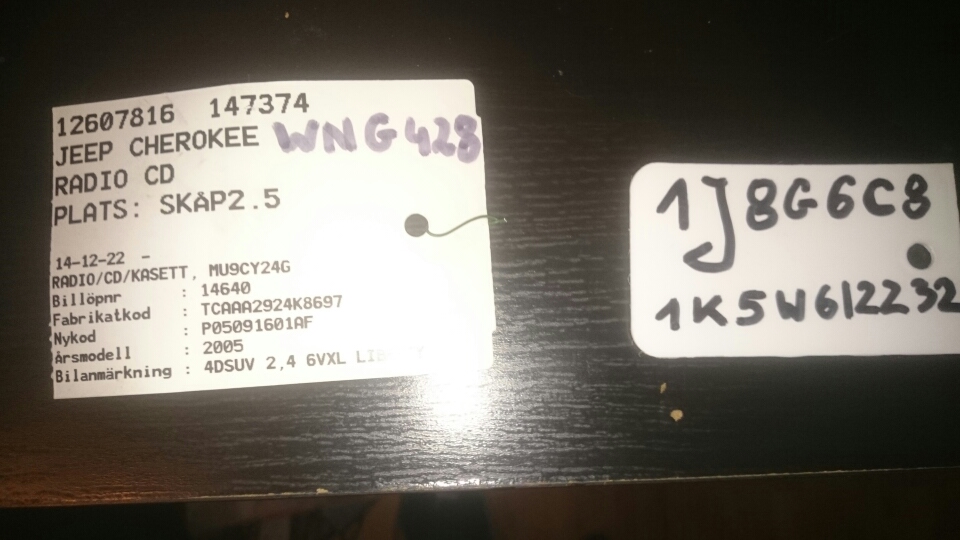 12607816 147374
JEEP CHEROKEE WNG428
RADIO CD
PLATS: SKÅP2.5
14-12-22 -
RADIO/CD/KASETT, MU9CY24G
Billöpnr : 14640
Fabrikatkod : TCAAA2924K8697
Nykod : P05091601AF
Årsmodell : 2005
Bilanmärkning : 4DSUV 2,4 6VXL LIBERTY
1J8G6C8
1K5W612232